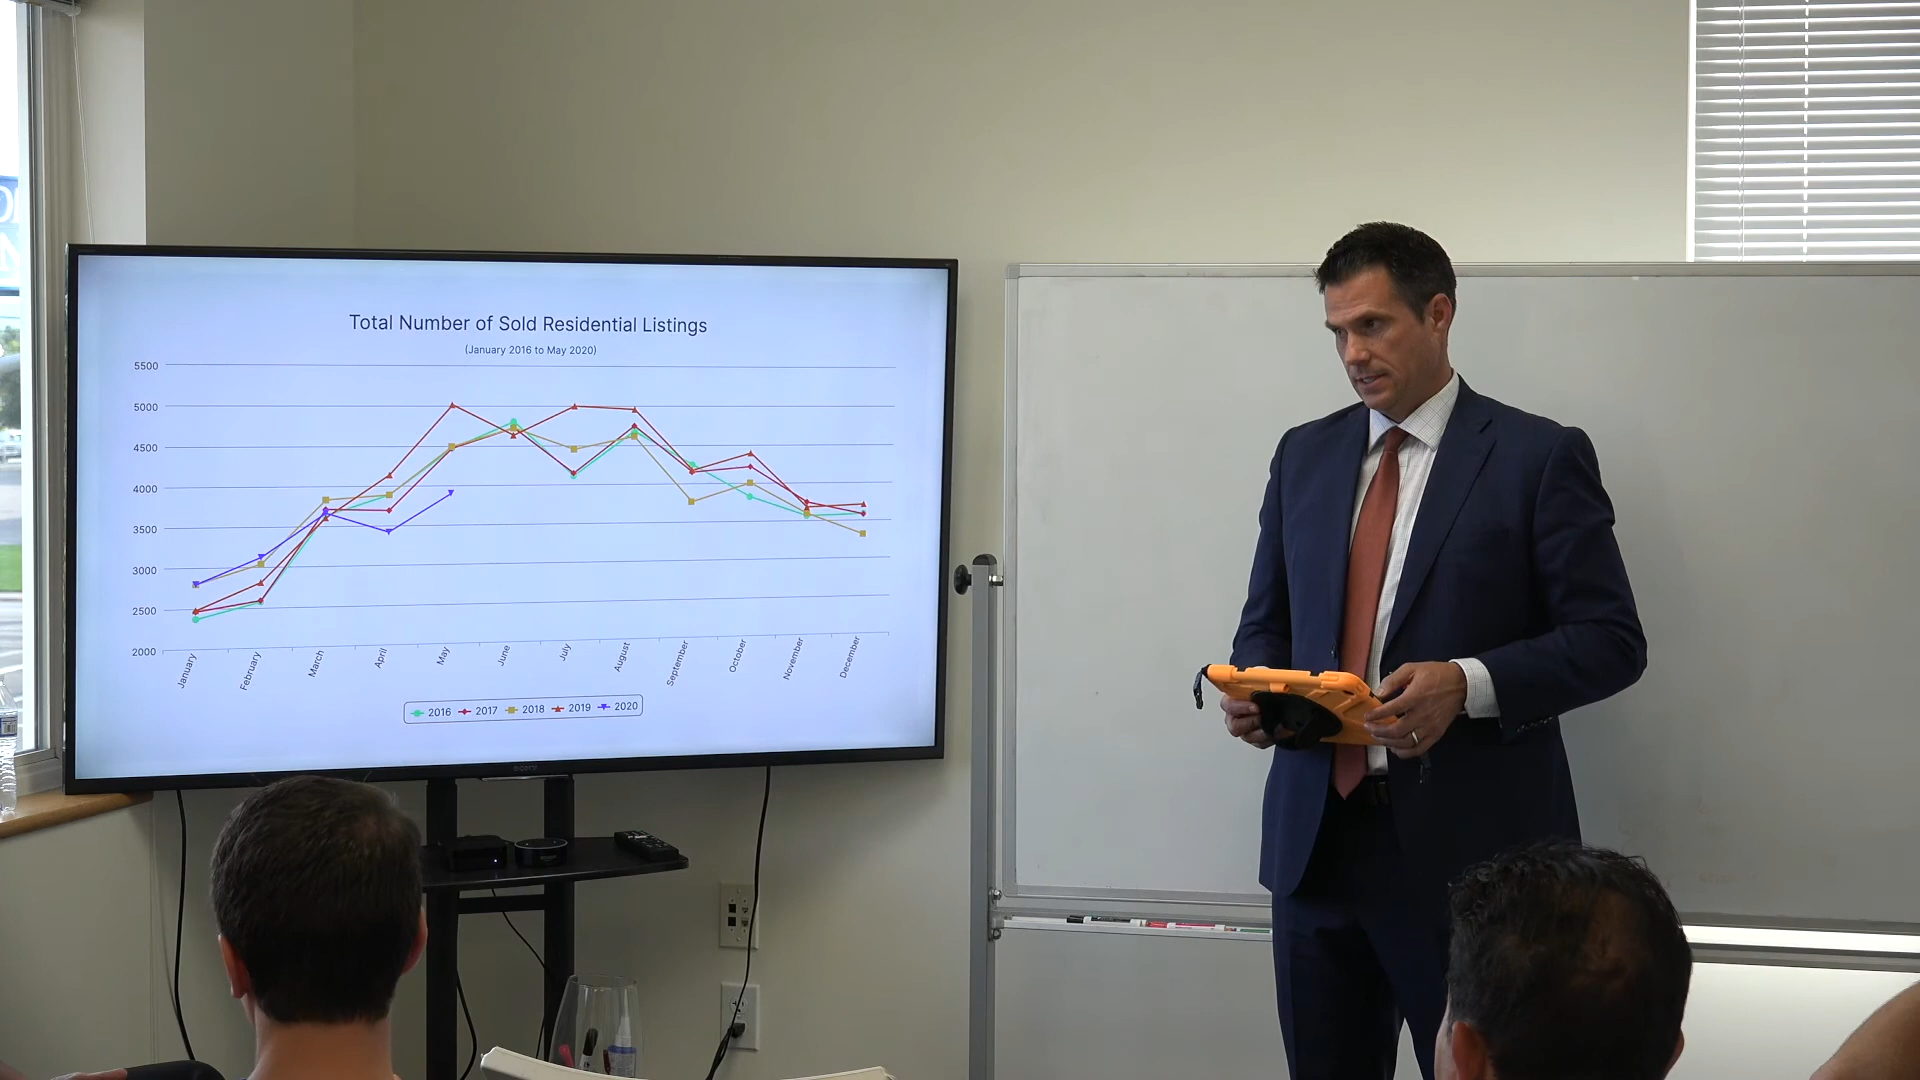 Total Number of Sold Residential Listings
(January 2016 to May 2020)
5500
5000
4500
4000
3500
3000
2500
2000
January February March April May June July August September October November December
2016 2017 2018 2019 2020